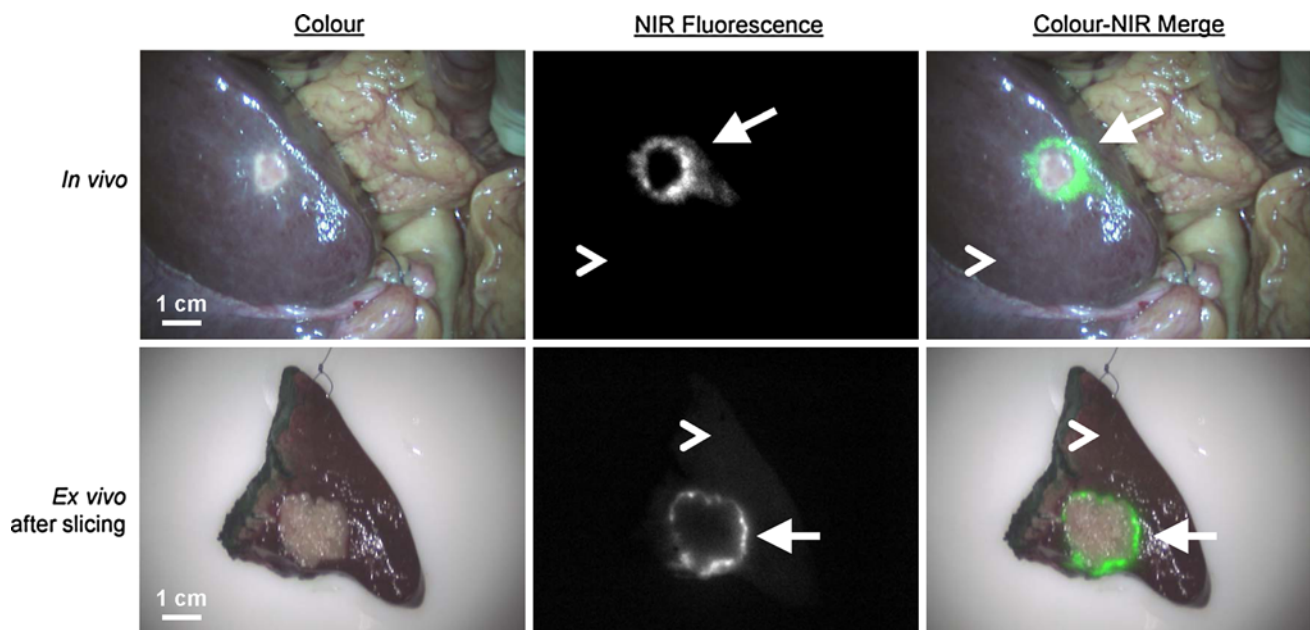 Colour
NIR Fluorescence
Colour-NIR Merge
In vivo
1 cm
Ex vivo
after slicing
1 cm